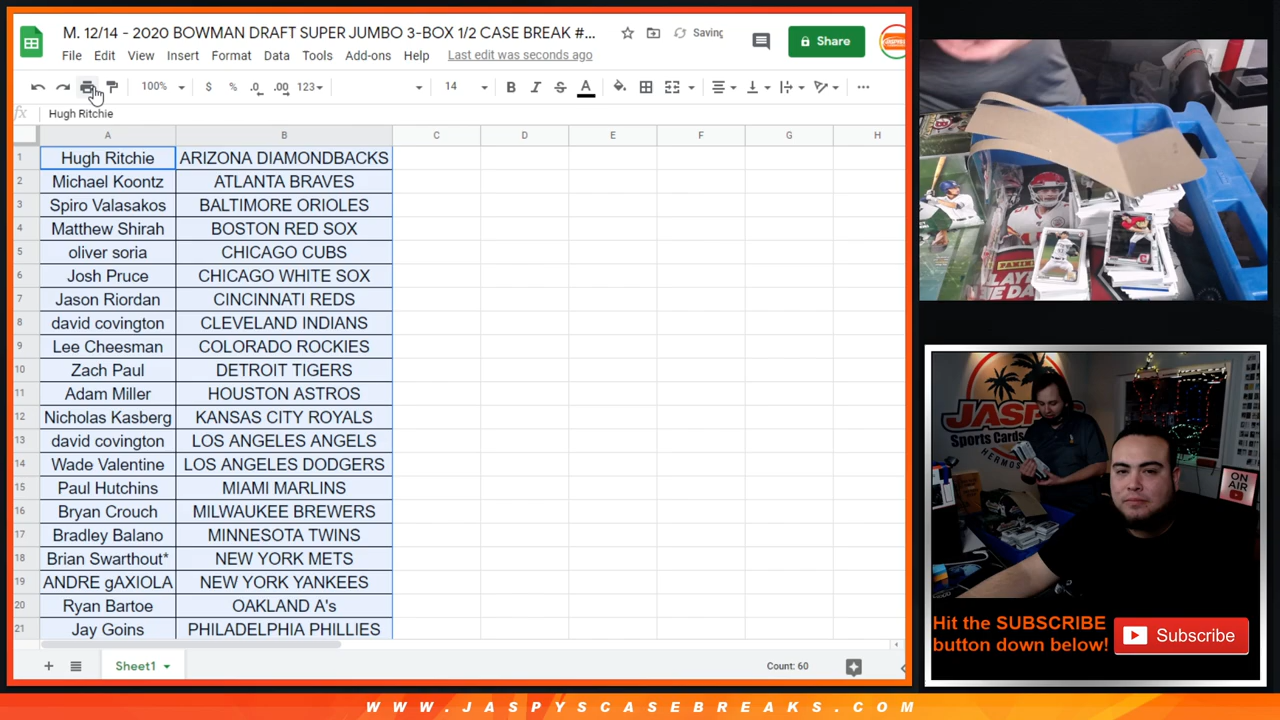 M. 12/14 - 2020 BOWMAN DRAFT SUPER JUMBO 3-BOX 1/2 CASE BREAK #...
Saving
Share
File Edit View Insert Format Data Tools Add-ons Help Last edit was seconds ago
100% $ % .0 .00 123 14 B I S A
fx Hugh Ritchie
A B C D E F G H
1 Hugh Ritchie ARIZONA DIAMONDBACKS
2 Michael Koontz ATLANTA BRAVES
3 Spiro Valasakos BALTIMORE ORIOLES
4 Matthew Shirah BOSTON RED SOX
5 oliver soria CHICAGO CUBS
6 Josh Pruce CHICAGO WHITE SOX
7 Jason Riordan CINCINNATI REDS
8 david covington CLEVELAND INDIANS
9 Lee Cheesman COLORADO ROCKIES
10 Zach Paul DETROIT TIGERS
11 Adam Miller HOUSTON ASTROS
12 Nicholas Kasberg KANSAS CITY ROYALS
13 david covington LOS ANGELES ANGELS
14 Wade Valentine LOS ANGELES DODGERS
15 Paul Hutchins MIAMI MARLINS
16 Bryan Crouch MILWAUKEE BREWERS
17 Bradley Balano MINNESOTA TWINS
18 Brian Swarthout* NEW YORK METS
19 ANDRE gAXIOLA NEW YORK YANKEES
20 Ryan Bartoe OAKLAND A's
21 Jay Goins PHILADELPHIA PHILLIES
Sheet1
Count: 60
PANINI
JASPY
Sports Cards
HERMOS
ON
AIR
Hit the SUBSCRIBE
button down below!
Subscribe
WWW.JASPYSCASEBREAKS.COM